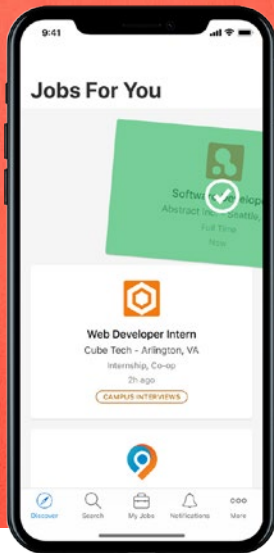 9:41
Jobs For You
Software Develop
Abstract Inc. - Seattle,
Full Time
Now
Web Developer Intern
Cube Tech - Arlington, VA
Internship, Co-op
2h ago
CAMPUS INTERVIEWS
Discover
Search
My Jobs
Notifications
More